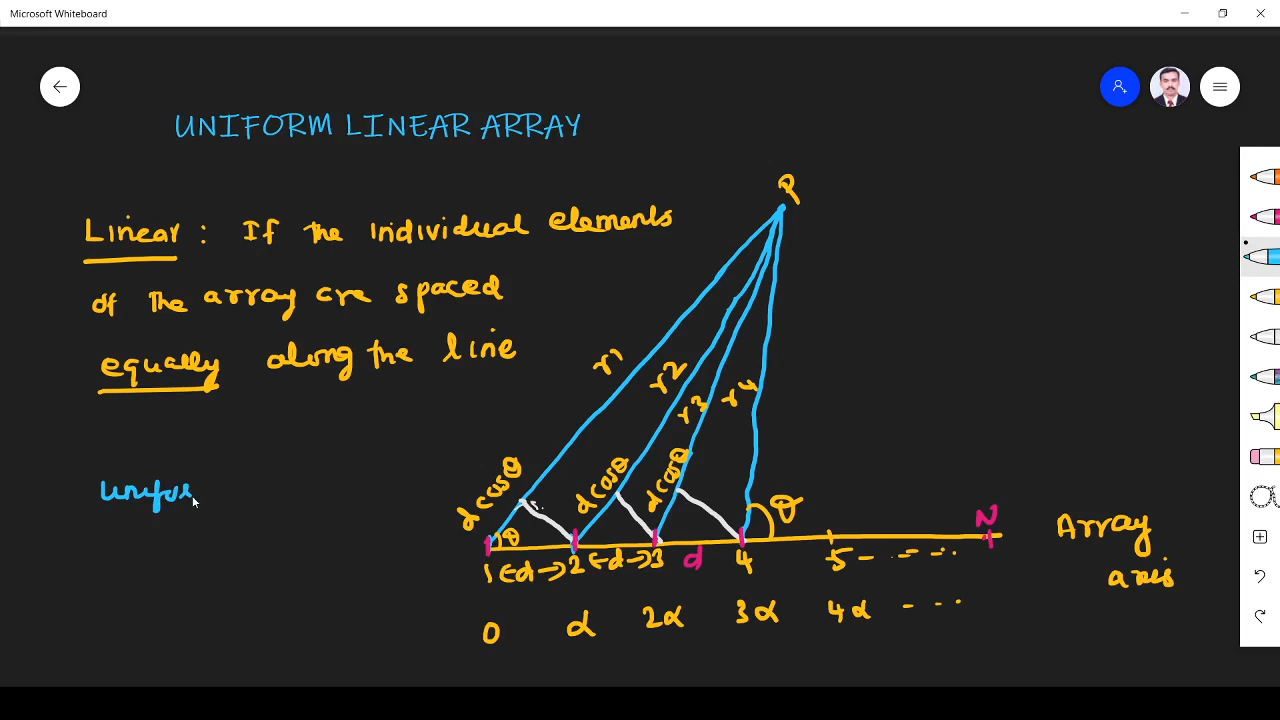 Microsoft Whiteboard
UNIFORM LINEAR ARRAY
P
Linear : If the individual elements
of the array are spaced
equally along the line
r1 r2 r3 r4
d cosθ d cosθ d cosθ
Unifor
θ θ N
Array
axis
1 ←d→ 2 ←d→ 3 d 4 5 - - - - ..
0 α 2α 3α 4α - - - .